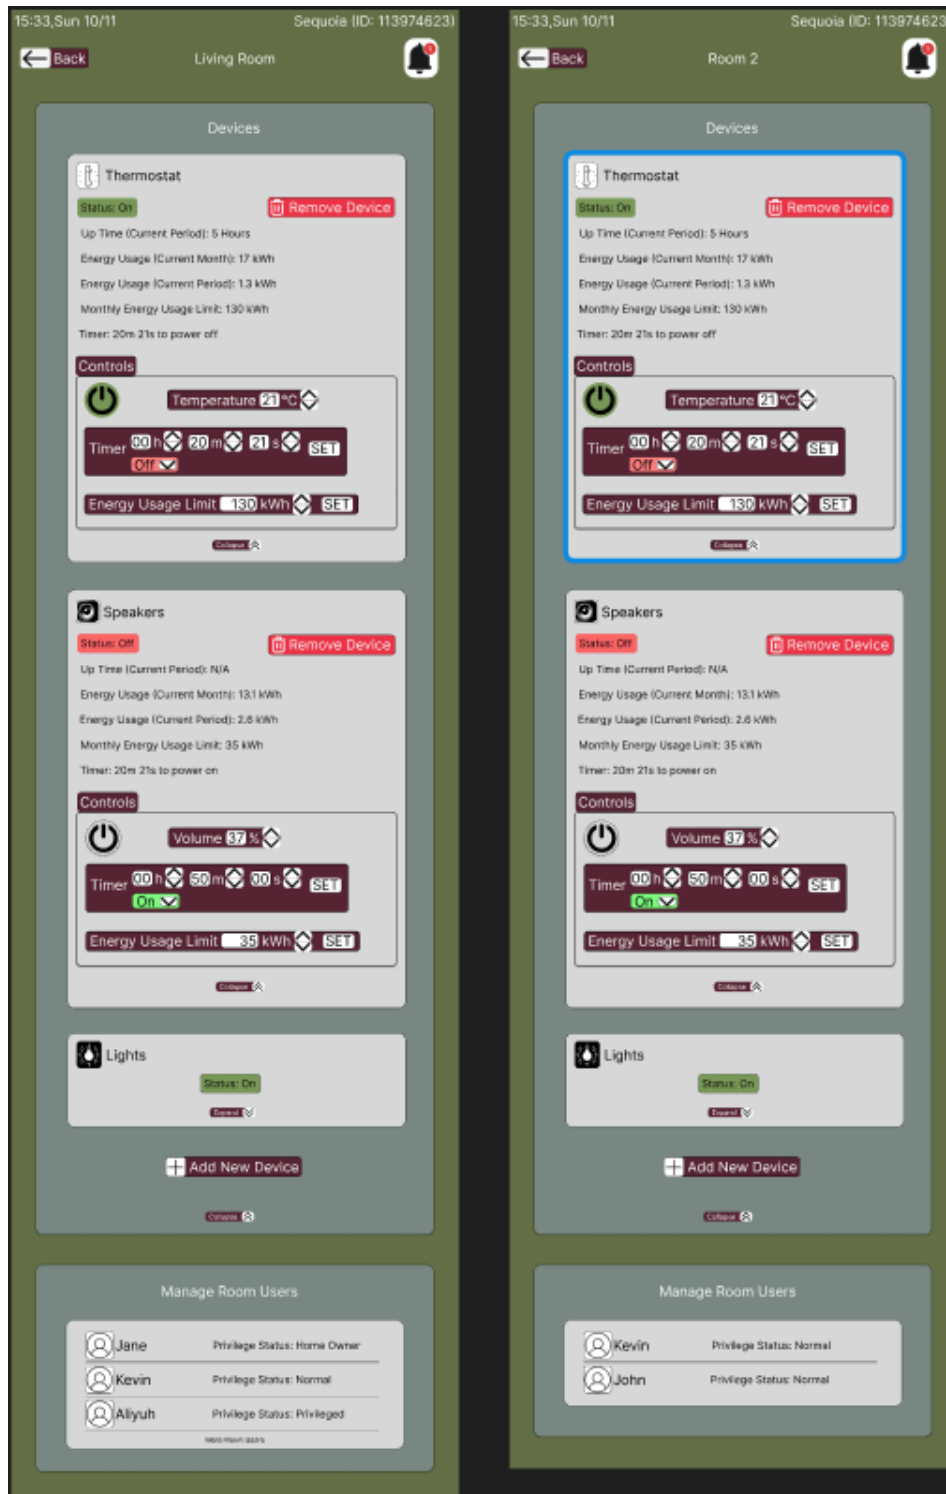 15:33,Sun 10/11 Sequoia (ID: 113974623)
Back Living Room
Devices
Thermostat
Status: On Remove Device
Up Time (Current Period): 5 Hours
Energy Usage (Current Month): 17 kWh
Energy Usage (Current Period): 1.3 kWh
Monthly Energy Usage Limit: 130 kWh
Timer: 20m 21s to power off
Controls
Temperature 21 °C
Timer 00 h 20 m 21 s SET
Off
Energy Usage Limit 130 kWh SET
Collapse
Speakers
Status: Off Remove Device
Up Time (Current Period): N/A
Energy Usage (Current Month): 13.1 kWh
Energy Usage (Current Period): 2.6 kWh
Monthly Energy Usage Limit: 35 kWh
Timer: 20m 21s to power on
Controls
Volume 37 %
Timer 00 h 50 m 00 s SET
On
Energy Usage Limit 35 kWh SET
Collapse
Lights
Status: On
Expand
Add New Device
Collapse
Manage Room Users
Jane Privilege Status: Home Owner
Kevin Privilege Status: Normal
Aliyuh Privilege Status: Privileged
15:33,Sun 10/11 Sequoia (ID: 113974623
Back Room 2
Devices
Thermostat
Status: On Remove Device
Up Time (Current Period): 5 Hours
Energy Usage (Current Month): 17 kWh
Energy Usage (Current Period): 1.3 kWh
Monthly Energy Usage Limit: 130 kWh
Timer: 20m 21s to power off
Controls
Temperature 21 °C
Timer 00 h 20 m 21 s SET
Off
Energy Usage Limit 130 kWh SET
Collapse
Speakers
Status: Off Remove Device
Up Time (Current Period): N/A
Energy Usage (Current Month): 13.1 kWh
Energy Usage (Current Period): 2.6 kWh
Monthly Energy Usage Limit: 35 kWh
Timer: 20m 21s to power on
Controls
Volume 37 %
Timer 00 h 50 m 00 s SET
On
Energy Usage Limit 35 kWh SET
Collapse
Lights
Status: On
Expand
Add New Device
Collapse
Manage Room Users
Kevin Privilege Status: Normal
John Privilege Status: Normal